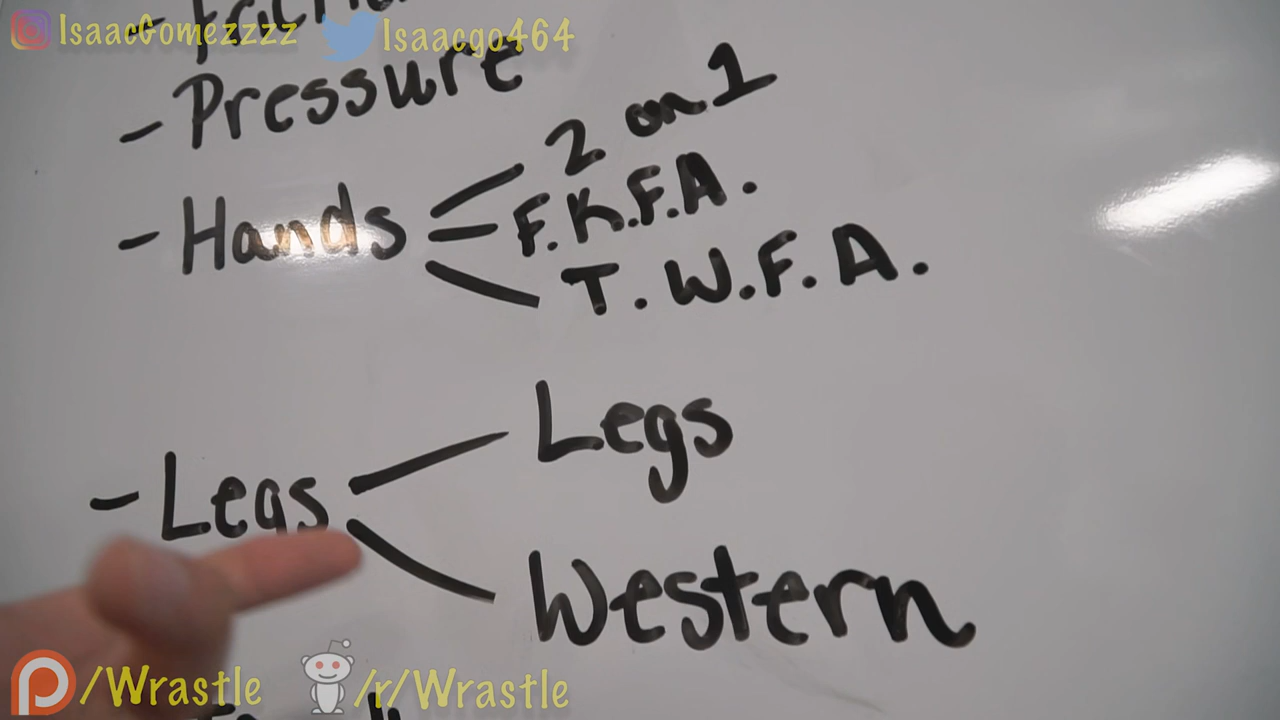 IsaacGomezzzz
Isaacgo464
- Pressure
- Hands
2 on 1
F.K.F.A.
T.W.F.A.
- Legs
Legs
Western
/Wrastle
/r/Wrastle